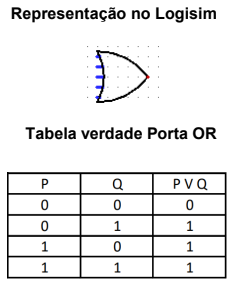 Representação no Logisim
Tabela verdade Porta OR
P Q P V Q
0 0 0
0 1 1
1 0 1
1 1 1